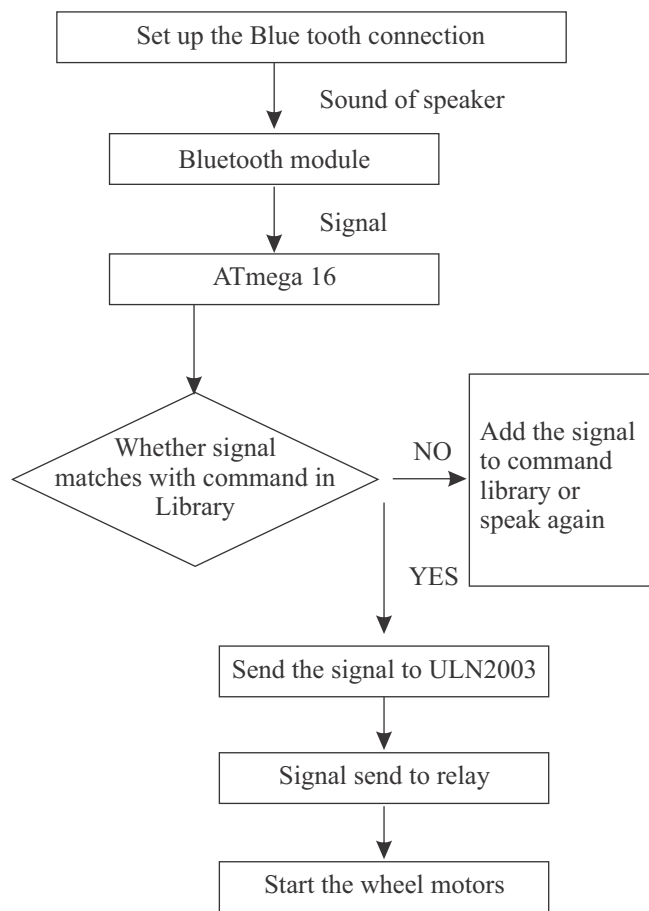 Set up the Blue tooth connection
Sound of speaker
Bluetooth module
Signal
ATmega 16
Whether signal
matches with command in
Library
NO
Add the signal
to command
library or
speak again
YES
Send the signal to ULN2003
Signal send to relay
Start the wheel motors